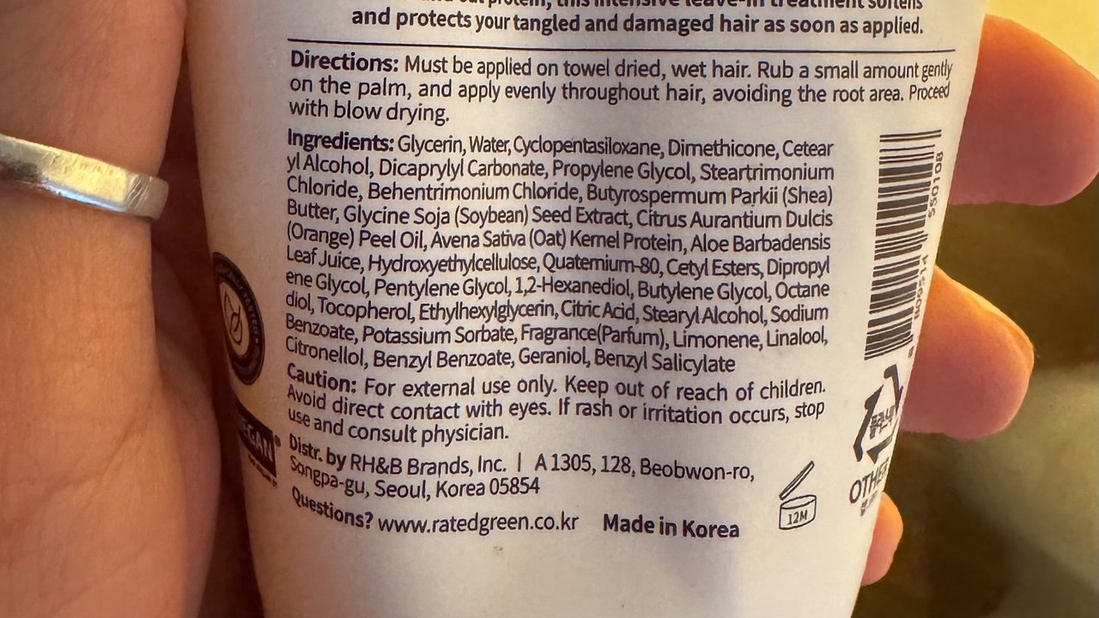 protein, this intensive leave-in treatment softens
and protects your tangled and damaged hair as soon as applied.
Directions: Must be applied on towel dried, wet hair. Rub a small amount gently
on the palm, and apply evenly throughout hair, avoiding the root area. Proceed
with blow drying.
Ingredients: Glycerin, Water, Cyclopentasiloxane, Dimethicone, Cetear
yl Alcohol, Dicaprylyl Carbonate, Propylene Glycol, Steartrimonium
Chloride, Behentrimonium Chloride, Butyrospermum Parkii (Shea)
Butter, Glycine Soja (Soybean) Seed Extract, Citrus Aurantium Dulcis
(Orange) Peel Oil, Avena Sativa (Oat) Kernel Protein, Aloe Barbadensis
Leaf Juice, Hydroxyethylcellulose, Quaternium-80, Cetyl Esters, Dipropyl
ene Glycol, Pentylene Glycol, 1,2-Hexanediol, Butylene Glycol, Octane
diol, Tocopherol, Ethylhexylglycerin, Citric Acid, Stearyl Alcohol, Sodium
Benzoate, Potassium Sorbate, Fragrance(Parfum), Limonene, Linalool,
Citronellol, Benzyl Benzoate, Geraniol, Benzyl Salicylate
Caution: For external use only. Keep out of reach of children.
Avoid direct contact with eyes. If rash or irritation occurs, stop
use and consult physician.
Distr. by RH&B Brands, Inc. | A 1305, 128, Beobwon-ro,
Songpa-gu, Seoul, Korea 05854
Questions? www.ratedgreen.co.kr Made in Korea
12M
550108